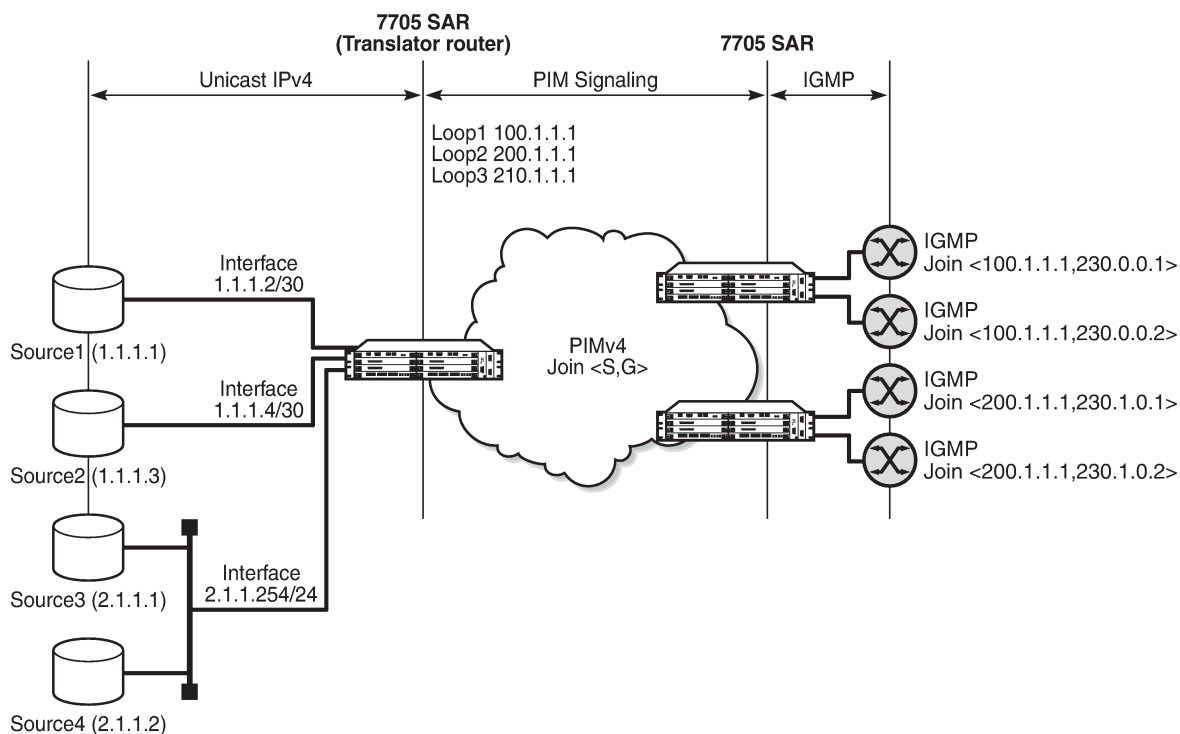 7705 SAR
(Translator router)
7705 SAR
Unicast IPv4
PIM Signaling
IGMP
Loop1 100.1.1.1
Loop2 200.1.1.1
Loop3 210.1.1.1
Interface
1.1.1.2/30
Source1 (1.1.1.1)
Interface
1.1.1.4/30
Source2 (1.1.1.3)
Interface
2.1.1.254/24
Source3 (2.1.1.1)
Source4 (2.1.1.2)
PIMv4
Join <S,G>
IGMP
Join <100.1.1.1,230.0.0.1>
IGMP
Join <100.1.1.1,230.0.0.2>
IGMP
Join <200.1.1.1,230.1.0.1>
IGMP
Join <200.1.1.1,230.1.0.2>